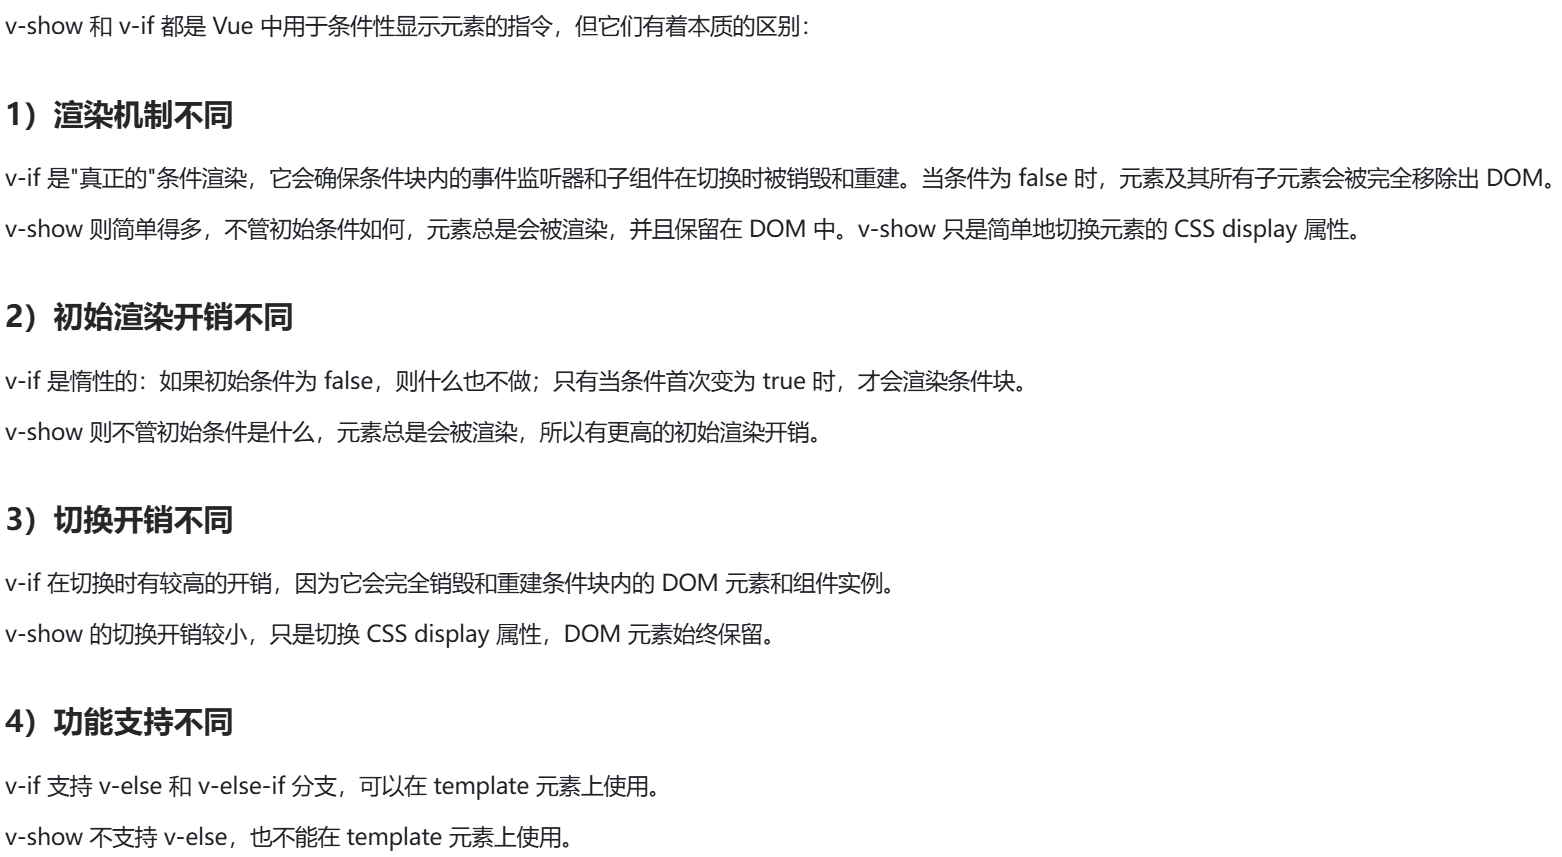 v-show 和 v-if 都是 Vue 中用于条件性显示元素的指令，但它们有着本质的区别：
1）渲染机制不同
v-if 是"真正的"条件渲染，它会确保条件块内的事件监听器和子组件在切换时被销毁和重建。当条件为 false 时，元素及其所有子元素会被完全移除出 DOM。
v-show 则简单得多，不管初始条件如何，元素总是会被渲染，并且保留在 DOM 中。v-show 只是简单地切换元素的 CSS display 属性。
2）初始渲染开销不同
v-if 是惰性的：如果初始条件为 false，则什么也不做；只有当条件首次变为 true 时，才会渲染条件块。
v-show 则不管初始条件是什么，元素总是会被渲染，所以有更高的初始渲染开销。
3）切换开销不同
v-if 在切换时有较高的开销，因为它会完全销毁和重建条件块内的 DOM 元素和组件实例。
v-show 的切换开销较小，只是切换 CSS display 属性，DOM 元素始终保留。
4）功能支持不同
v-if 支持 v-else 和 v-else-if 分支，可以在 template 元素上使用。
v-show 不支持 v-else，也不能在 template 元素上使用。